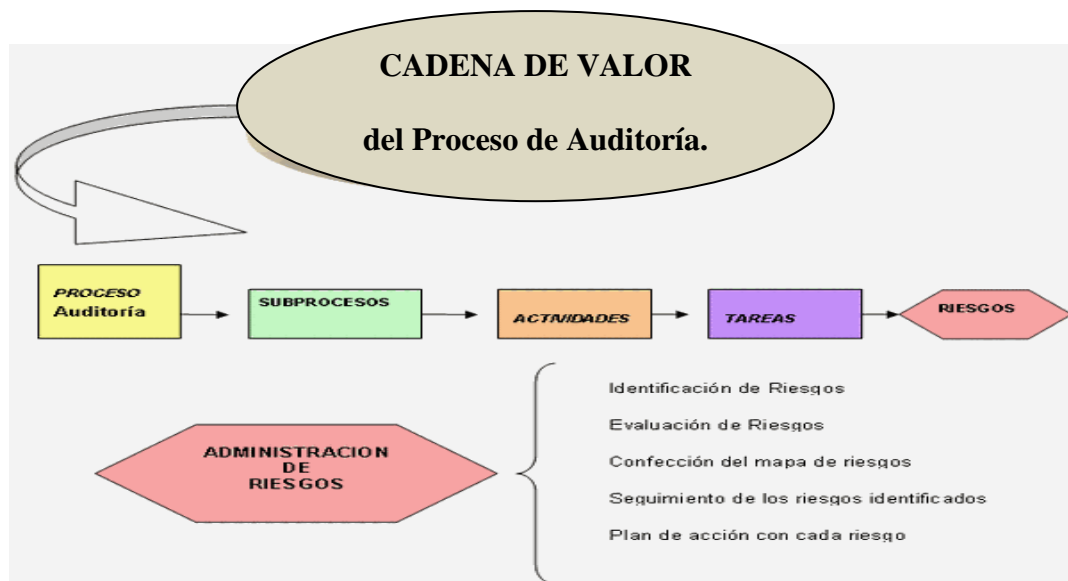 CADENA DE VALOR
del Proceso de Auditoría.
PROCESO
Auditoría
SUBPROCESOS
ACTIVIDADES
TAREAS
RIESGOS
ADMINISTRACION
DE
RIESGOS
Identificación de Riesgos
Evaluación de Riesgos
Confección del mapa de riesgos
Seguimiento de los riesgos identificados
Plan de acción con cada riesgo